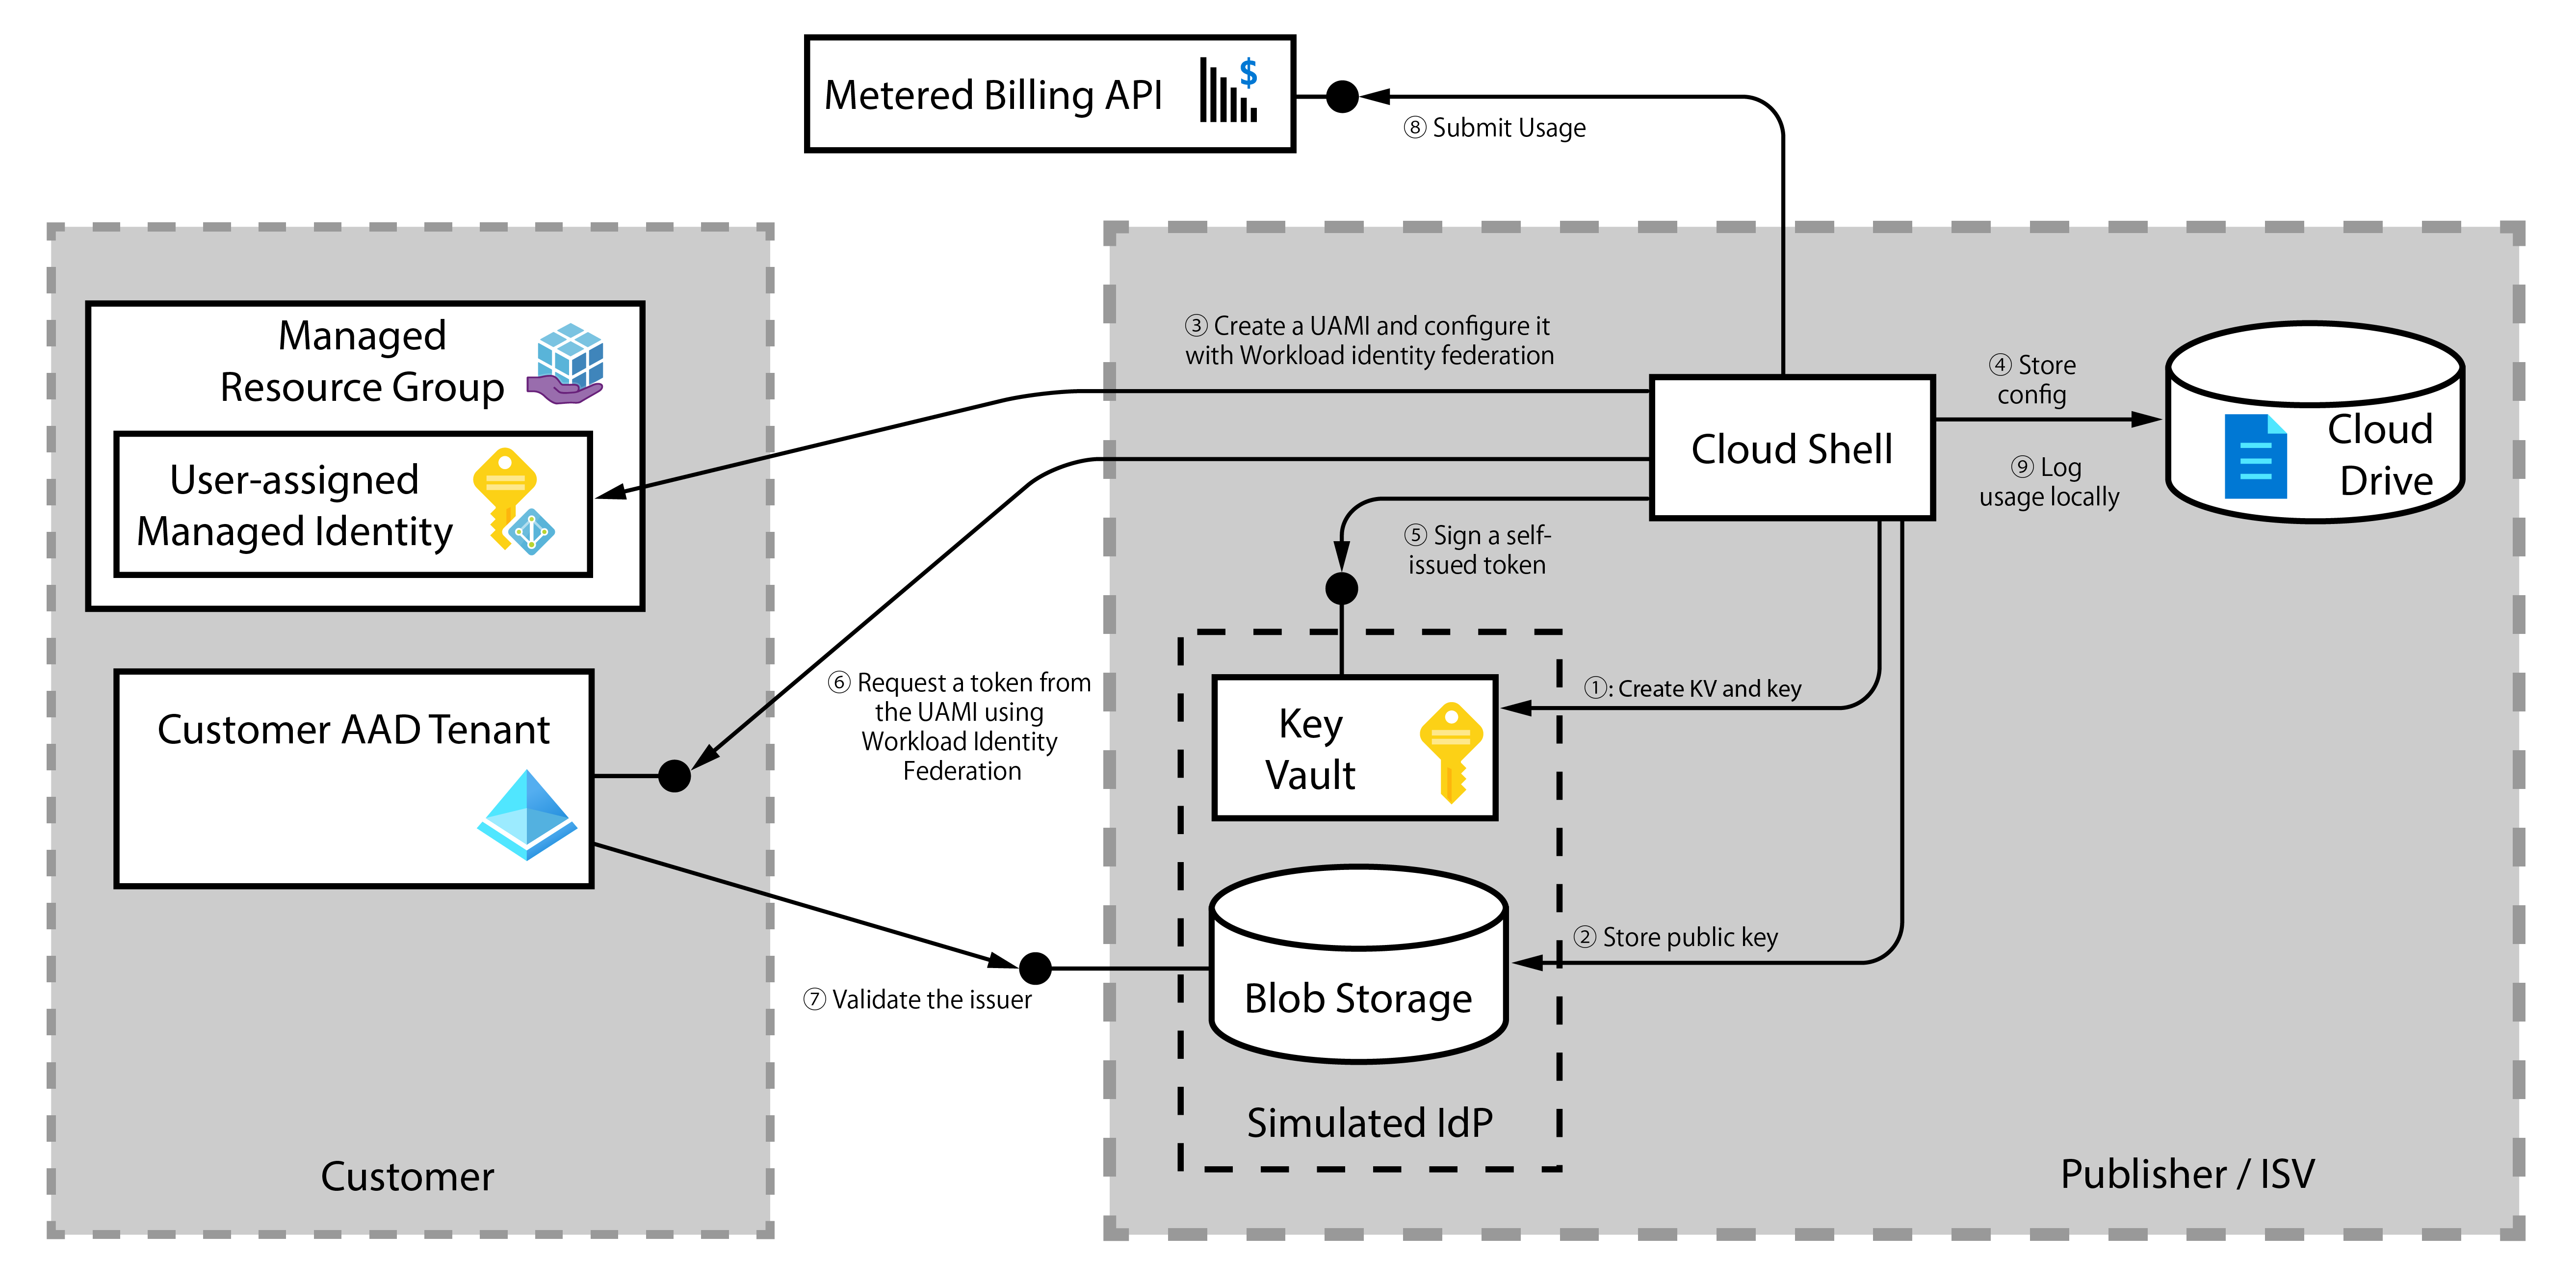 Metered Billing API
$
⑧ Submit Usage
Managed
Resource Group
User-assigned
Managed Identity
Customer AAD Tenant
Customer
③ Create a UAMI and configure it
with Workload identity federation
⑥ Request a token from
the UAMI using
Workload Identity
Federation
⑦ Validate the issuer
Cloud Shell
④ Store
config
⑨ Log
usage locally
Cloud
Drive
⑤ Sign a self-
issued token
①: Create KV and key
Key
Vault
② Store public key
Blob Storage
Simulated IdP
Publisher / ISV